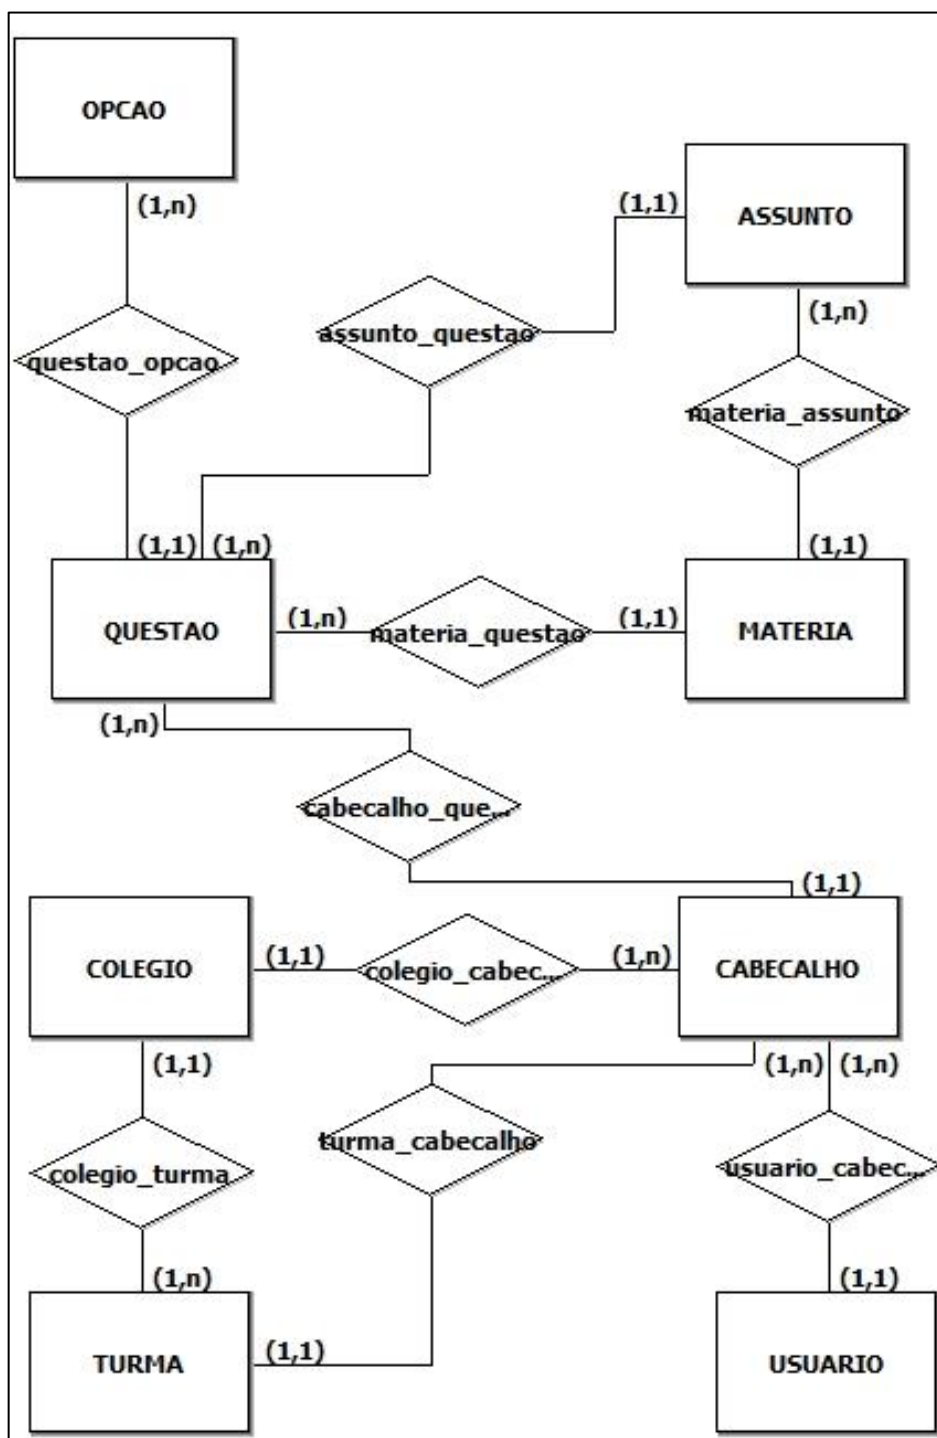 OPCAO
(1,n)
questao_opcao
(1,1)
(1,n)
assunto_questao
(1,1)
ASSUNTO
(1,n)
materia_assunto
(1,1)
QUESTAO
(1,n)
materia_questao
(1,1)
MATERIA
(1,n)
cabecalho_que...
(1,1)
COLEGIO
(1,1)
colegio_cabec...
(1,n)
CABECALHO
(1,1)
colegio_turma
(1,n)
(1,n)
(1,n)
turma_cabecalho
usuario_cabec...
TURMA
(1,1)
(1,1)
USUARIO